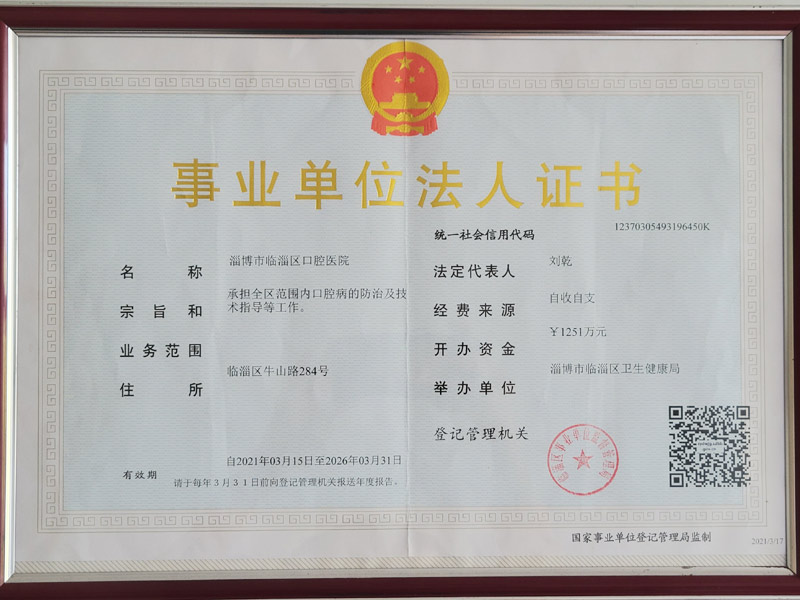 事业单位法人证书
统一社会信用代码
12370305493196450K
名称
淄博市临淄区口腔医院
法定代表人
刘乾
宗旨和
承担全区范围内口腔病的防治及技
术指导等工作。
经费来源
自收自支
业务范围
开办资金
￥1251万元
住所
临淄区牛山路284号
举办单位
淄博市临淄区卫生健康局
登记管理机关
有效期
自2021年03月15日至2026年03月31日
请于每年3月31日前向登记管理机关报送年度报告。
国家事业单位登记管理局监制
2021/3/17